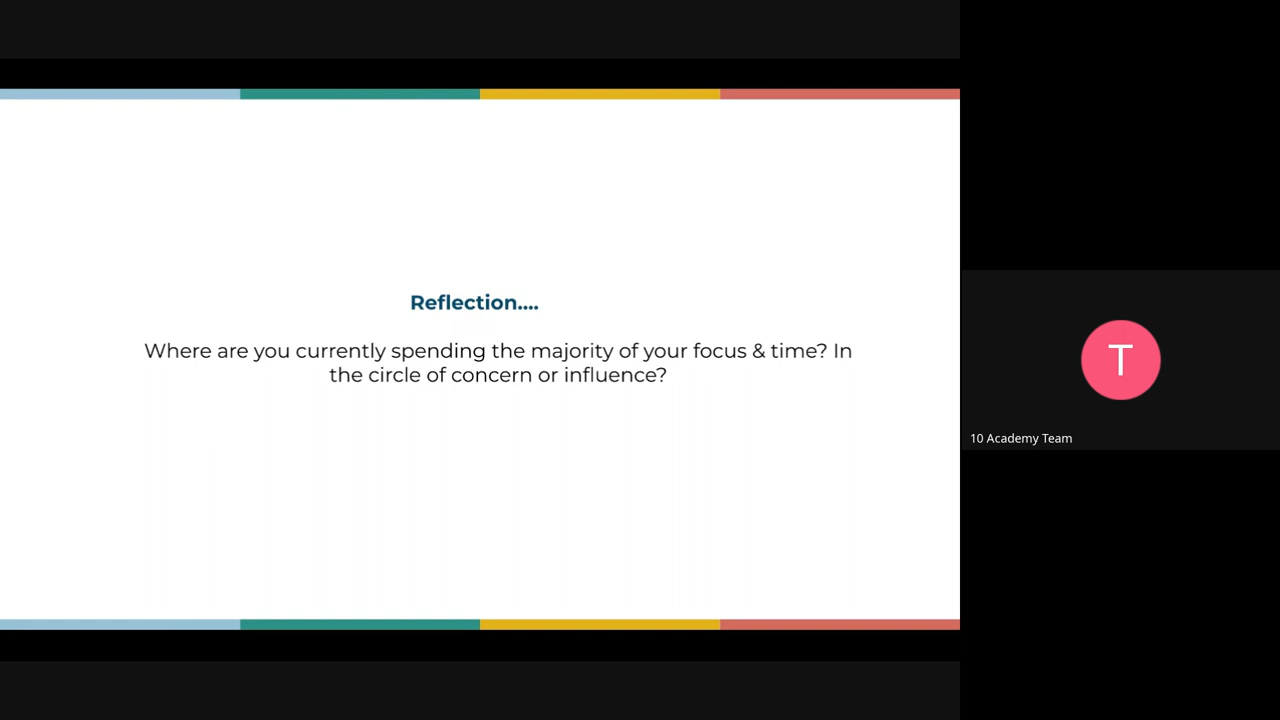 Reflection....
Where are you currently spending the majority of your focus & time? In
the circle of concern or influence?
T
10 Academy Team